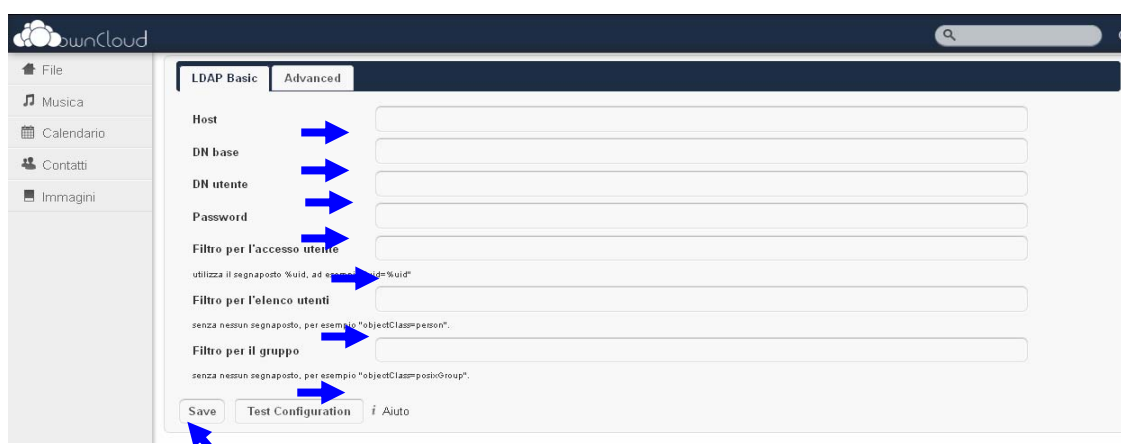 ownCloud
File
Musica
Calendario
Contatti
Immagini
LDAP Basic Advanced
Host
DN base
DN utente
Password
Filtro per l'accesso utente
utilizza il segnaposto %uid, ad esempio "uid=%uid"
Filtro per l'elenco utenti
senza nessun segnaposto, per esempio "objectClass=person".
Filtro per il gruppo
senza nessun segnaposto, per esempio "objectClass=posixGroup".
Save Test Configuration i Aiuto